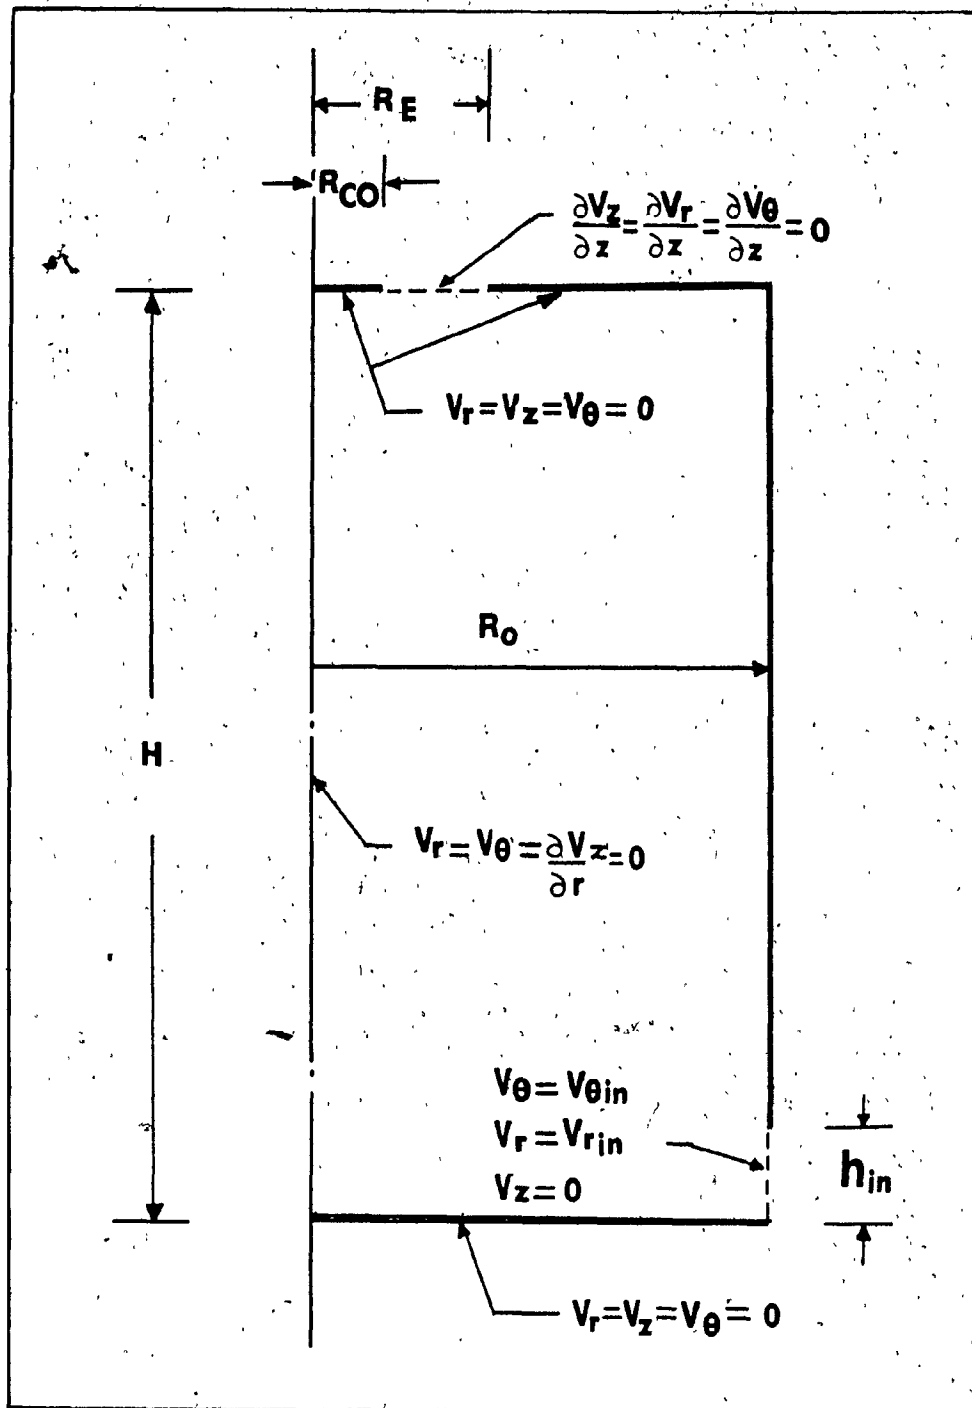 R_E
R_CO
∂V_z/∂z = ∂V_r/∂z = ∂V_θ/∂z = 0
V_r = V_z = V_θ = 0
R_o
H
V_r = V_θ = ∂V_z/∂r = 0
V_θ = V_θin
V_r = V_rin
V_z = 0
h_in
V_r = V_z = V_θ = 0